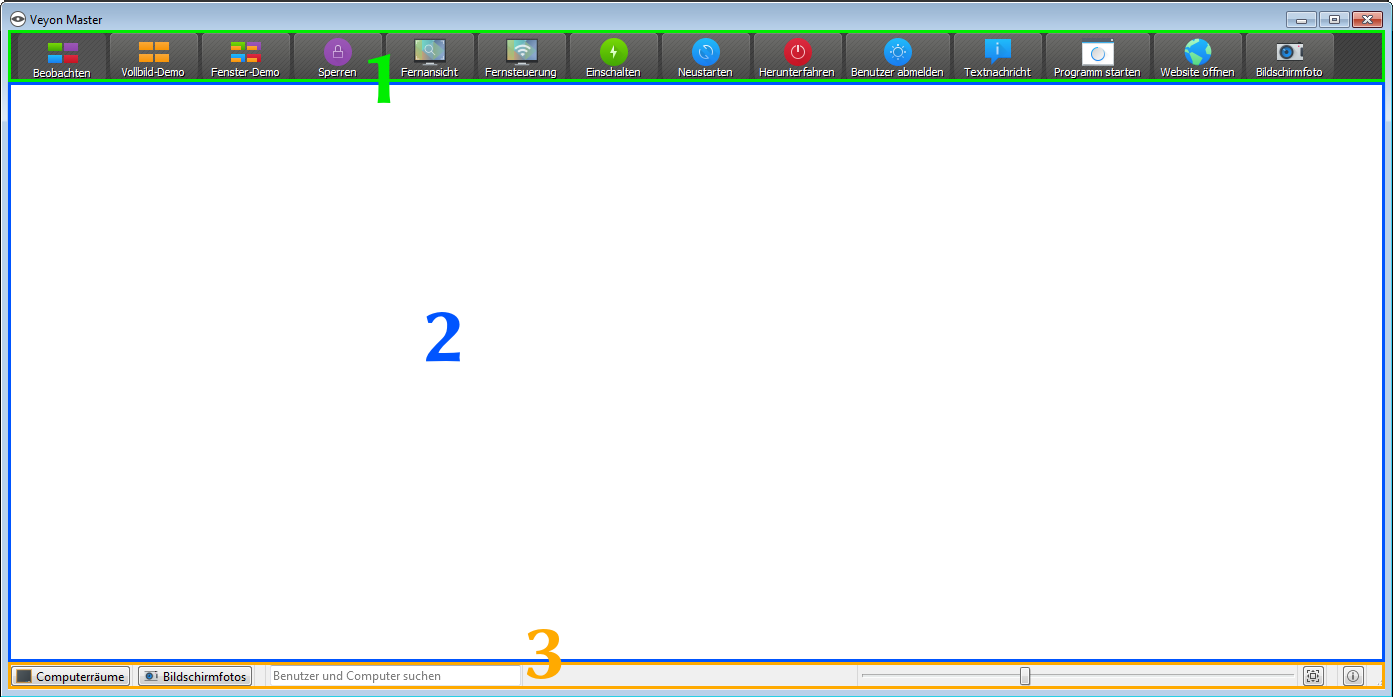 Veyon Master
Beobachten Vollbild-Demo Fenster-Demo Sperren Fernansicht Fernsteuerung Einschalten Neustarten Herunterfahren Benutzer abmelden Textnachricht Programm starten Website öffnen Bildschirmfoto
1
2
3
Computerräume Bildschirmfotos Benutzer und Computer suchen